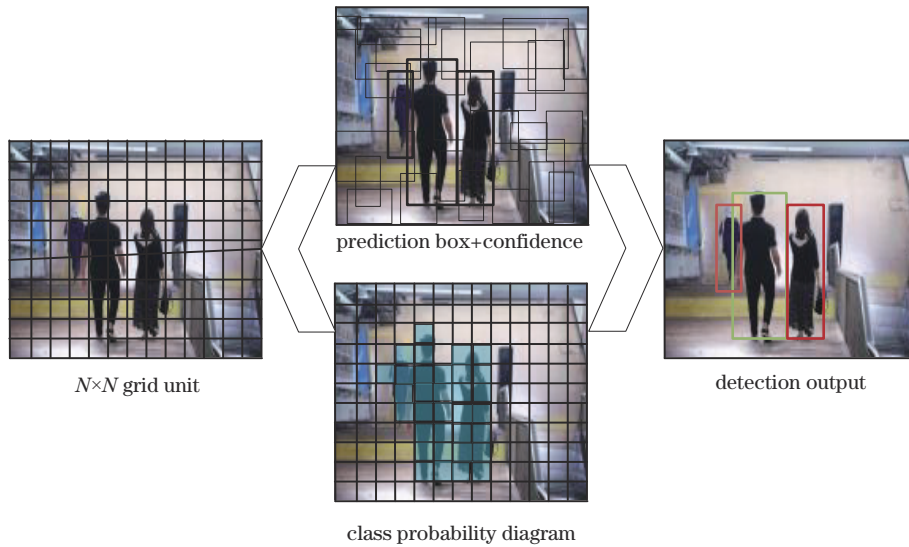 prediction box+confidence
N×N grid unit
detection output
class probability diagram